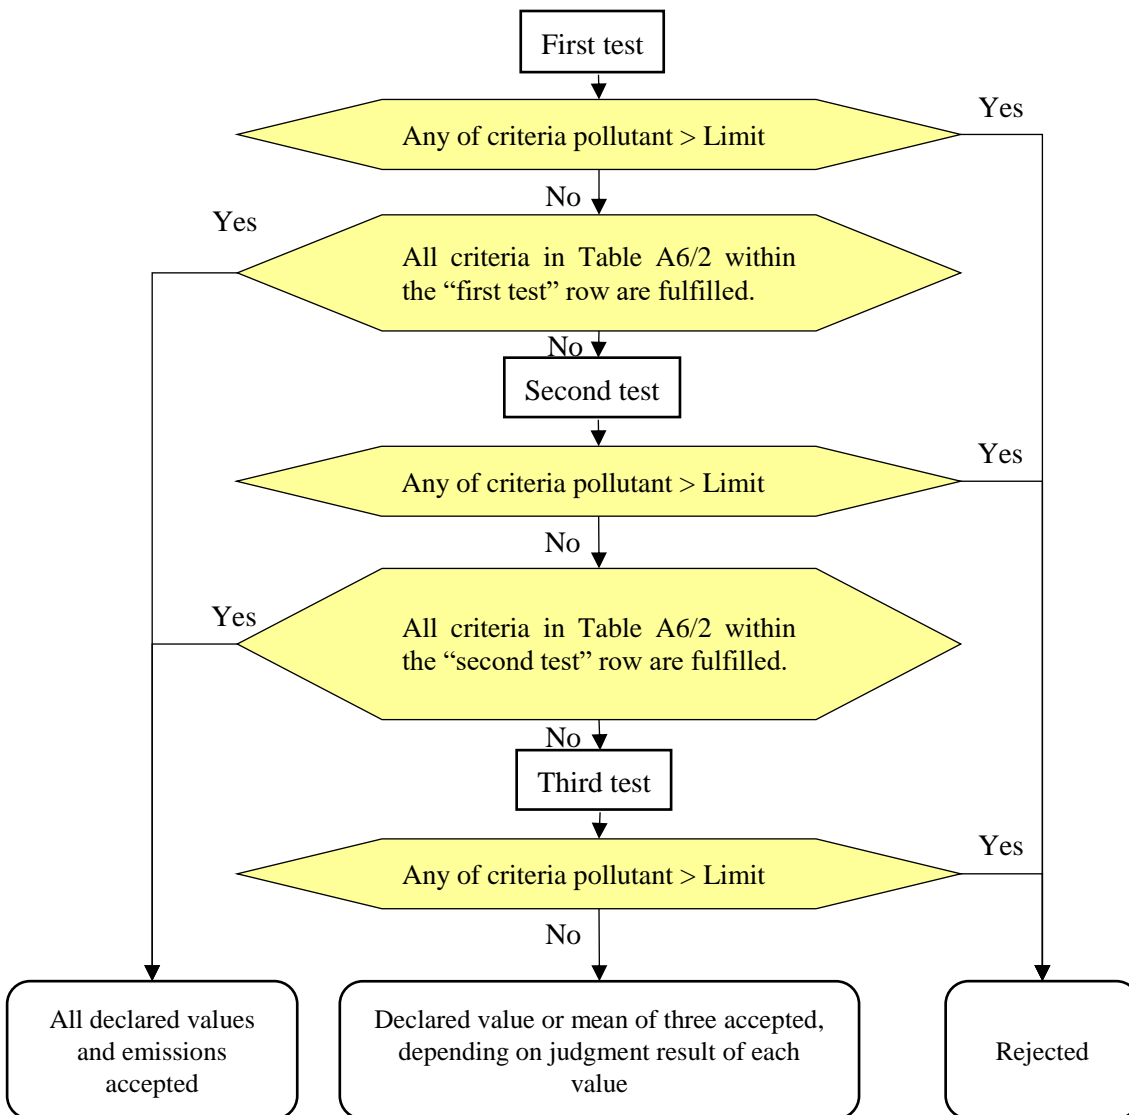 First test
Yes
Any of criteria pollutant > Limit
No
Yes
All criteria in Table A6/2 within
the “first test” row are fulfilled.
No
Second test
Yes
Any of criteria pollutant > Limit
No
Yes
All criteria in Table A6/2 within
the “second test” row are fulfilled.
No
Third test
Yes
Any of criteria pollutant > Limit
No
All declared values
and emissions
accepted
Declared value or mean of three accepted,
depending on judgment result of each
value
Rejected